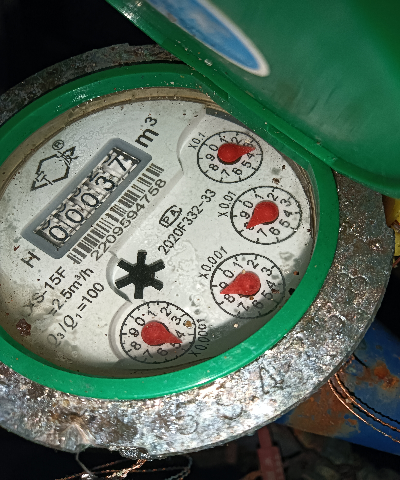 00037 m³
2209594758
PA 2020F332-33
H
-15F
=2.5m³/h
Q₃/Q₁=100
X0.1
X0.01
X0.001
X0.0001